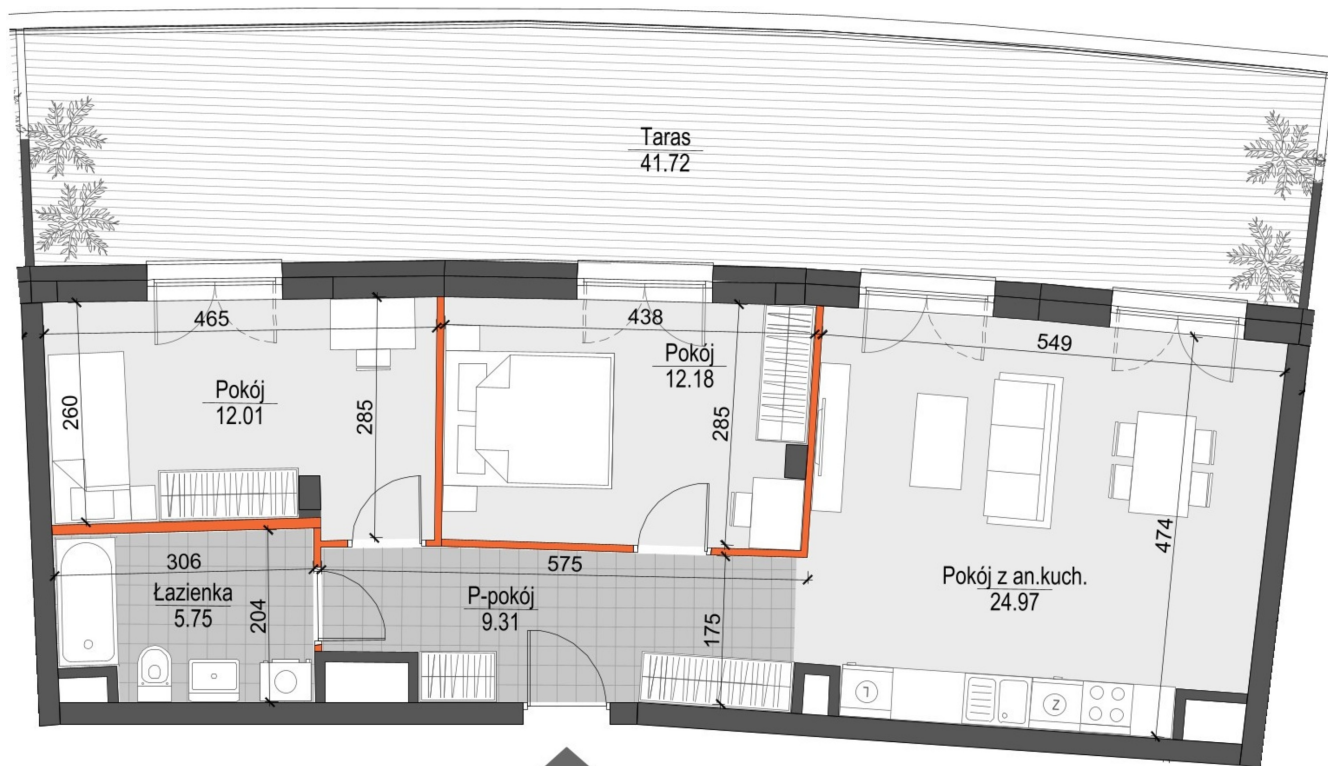 Taras
41.72
465
438
549
Pokój
12.01
260
285
Pokój
12.18
285
474
306
575
Łazienka
5.75
204
P-pokój
9.31
175
Pokój z an.kuch.
24.97
L
Z